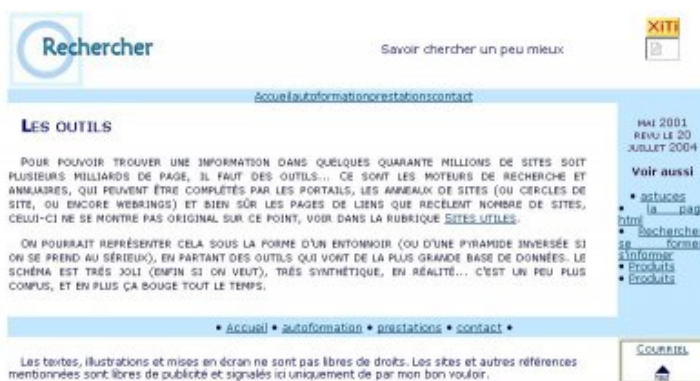 Rechercher
Savoir chercher un peu mieux
XiTi
Accueilautoformationprestationscontact
LES OUTILS
POUR POUVOIR TROUVER UNE INFORMATION DANS QUELQUES QUARANTE MILLIONS DE SITES SOIT
PLUSIEURS MILLIARDS DE PAGE, IL FAUT DES OUTILS... CE SONT LES MOTEURS DE RECHERCHE ET
ANNUAIRES, QUI PEUVENT ÊTRE COMPLÉTÉS PAR LES PORTAILS, LES ANNEAUX DE SITES (OU CERCLES DE
SITE, OU ENCORE WEBRINGS) ET BIEN SÛR LES PAGES DE LIENS QUE RECÈLENT NOMBRE DE SITES,
CELUI-CI NE SE MONTRE PAS ORIGINAL SUR CE POINT, VOIR DANS LA RUBRIQUE SITES UTILES.
ON POURRAIT REPRÉSENTER CELA SOUS LA FORME D'UN ENTONNOIR (OU D'UNE PYRAMIDE INVERSÉE SI
ON SE PREND AU SÉRIEUX), EN PARTANT DES OUTILS QUI VONT DE LA PLUS GRANDE BASE DE DONNÉES. LE
SCHÉMA EST TRÈS JOLI (ENFIN SI ON VEUT), TRÈS SYNTHÉTIQUE, EN RÉALITÉ... C'EST UN PEU PLUS
CONFUS, ET EN PLUS ÇA BOUGE TOUT LE TEMPS.
MAI 2001
REVU LE 20
JUILLET 2004
Voir aussi
• astuces
• la pag
html
• Rechercher
se forme
s'informer
• Produits
• Produits
• Accueil • autoformation • prestations • contact •
COURRIEL
Les textes, illustrations et mises en écran ne sont pas libres de droits. Les sites et autres références
mentionnées sont libres de publicité et signalés ici uniquement de par mon bon vouloir.